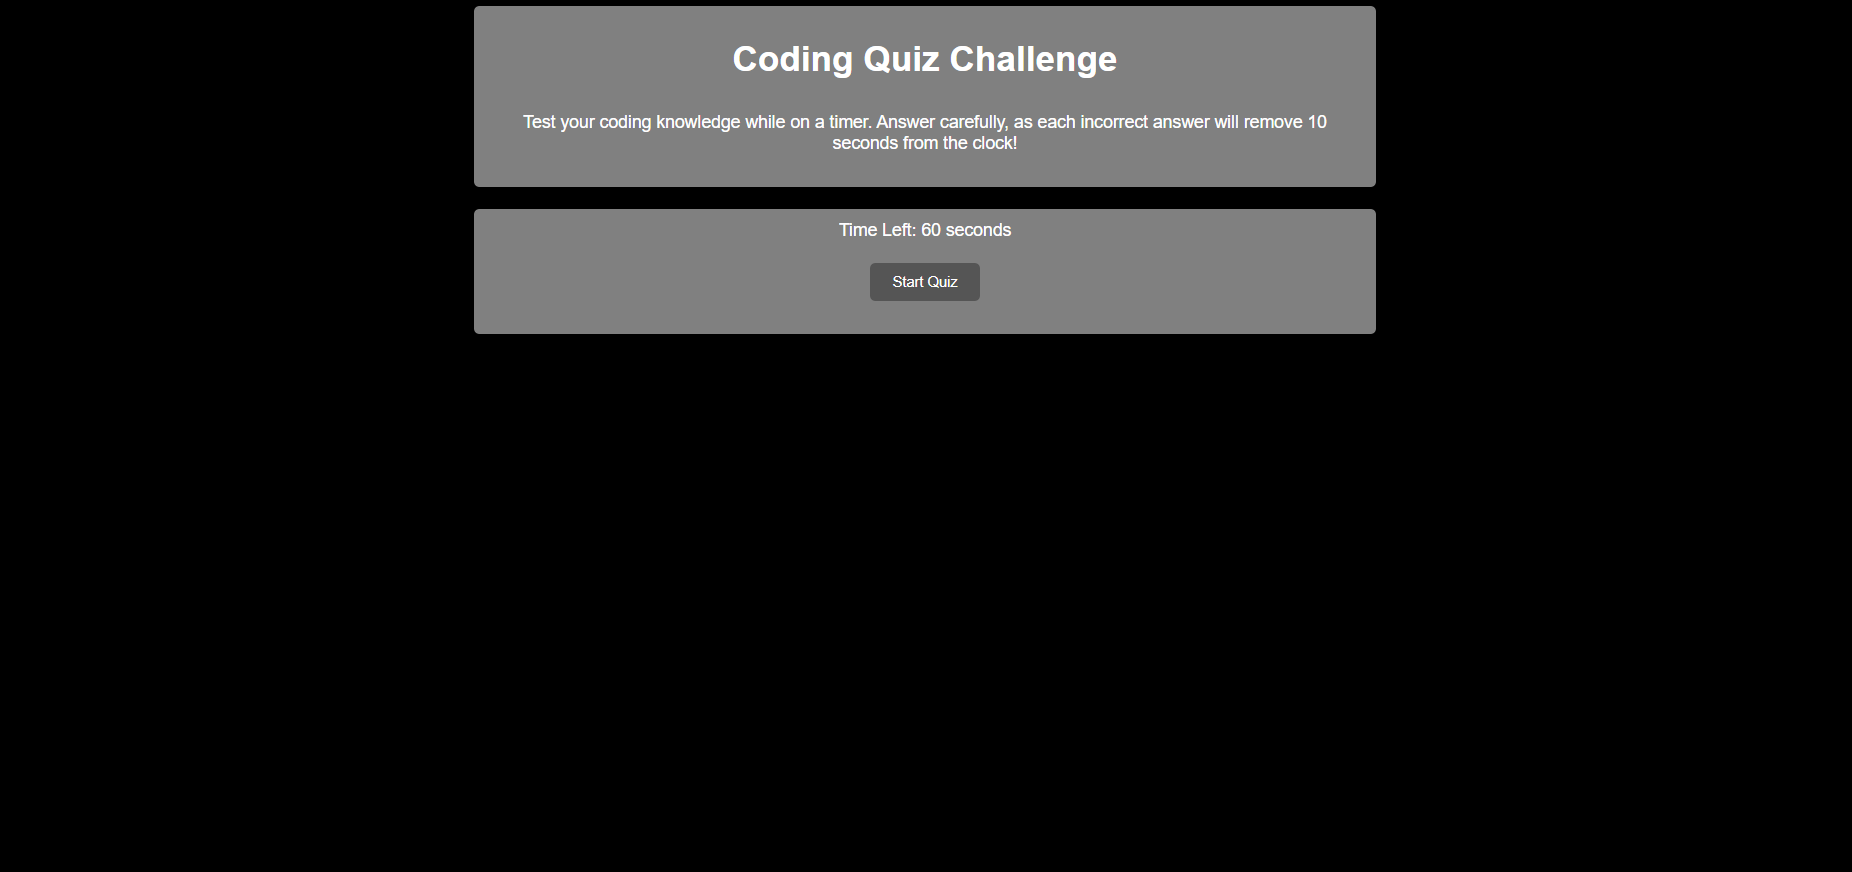 Coding Quiz Challenge
Test your coding knowledge while on a timer. Answer carefully, as each incorrect answer will remove 10
seconds from the clock!
Time Left: 60 seconds
Start Quiz